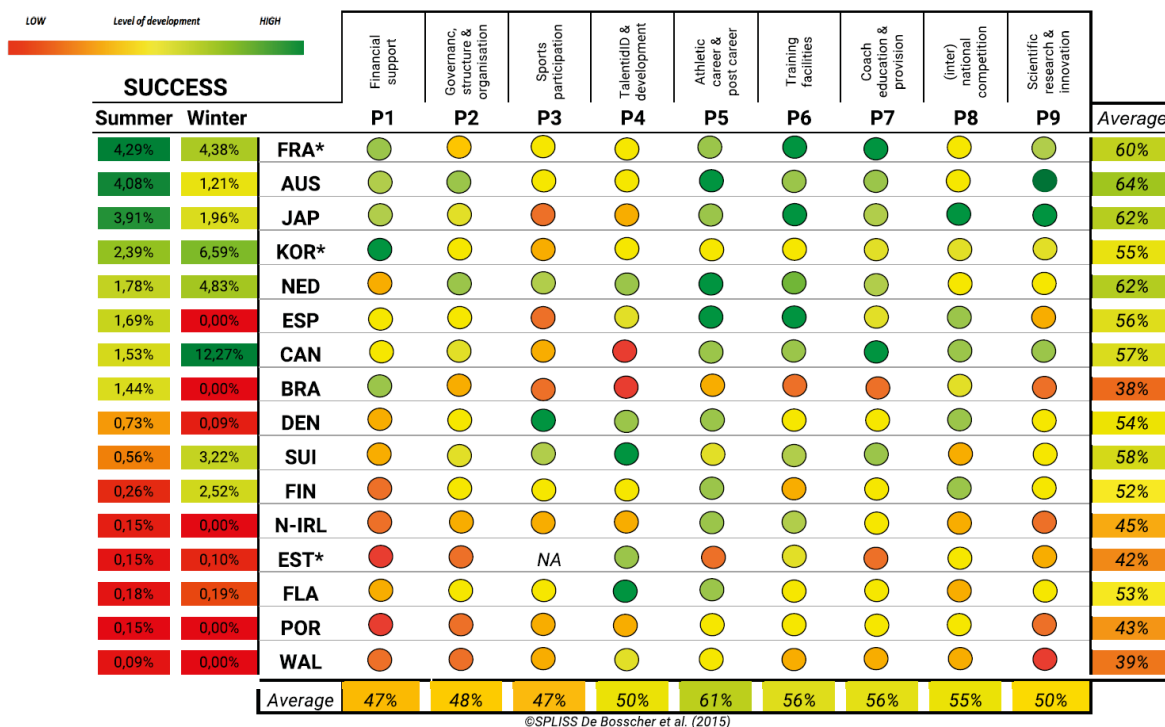 LOW Level of development HIGH
Financial
support
Governanc,
structure &
organisation
Sports
participation
TalentidID &
development
Athletic
career &
post career
Training
facilities
Coach
education &
provision
(inter)
national
competition
Scientific
research &
innovation
SUCCESS
Summer Winter P1 P2 P3 P4 P5 P6 P7 P8 P9 Average
4,29% 4,38% FRA* 60%
4,08% 1,21% AUS 64%
3,91% 1,96% JAP 62%
2,39% 6,59% KOR* 55%
1,78% 4,83% NED 62%
1,69% 0,00% ESP 56%
1,53% 12,27% CAN 57%
1,44% 0,00% BRA 38%
0,73% 0,09% DEN 54%
0,56% 3,22% SUI 58%
0,26% 2,52% FIN 52%
0,15% 0,00% N-IRL 45%
0,15% 0,10% EST* NA 42%
0,18% 0,19% FLA 53%
0,15% 0,00% POR 43%
0,09% 0,00% WAL 39%
Average 47% 48% 47% 50% 61% 56% 56% 55% 50%
©SPLISS De Bosscher et al. (2015)